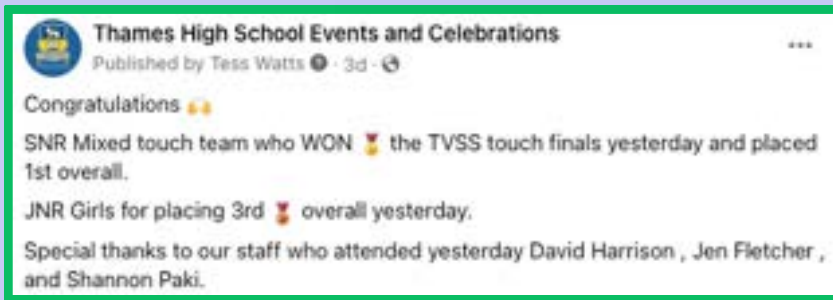 Thames High School Events and Celebrations
Published by Tess Watts · 3d ·
Congratulations 🙌
SNR Mixed touch team who WON 🥇 the TVSS touch finals yesterday and placed
1st overall.
JNR Girls for placing 3rd 🥉 overall yesterday.
Special thanks to our staff who attended yesterday David Harrison , Jen Fletcher ,
and Shannon Paki.